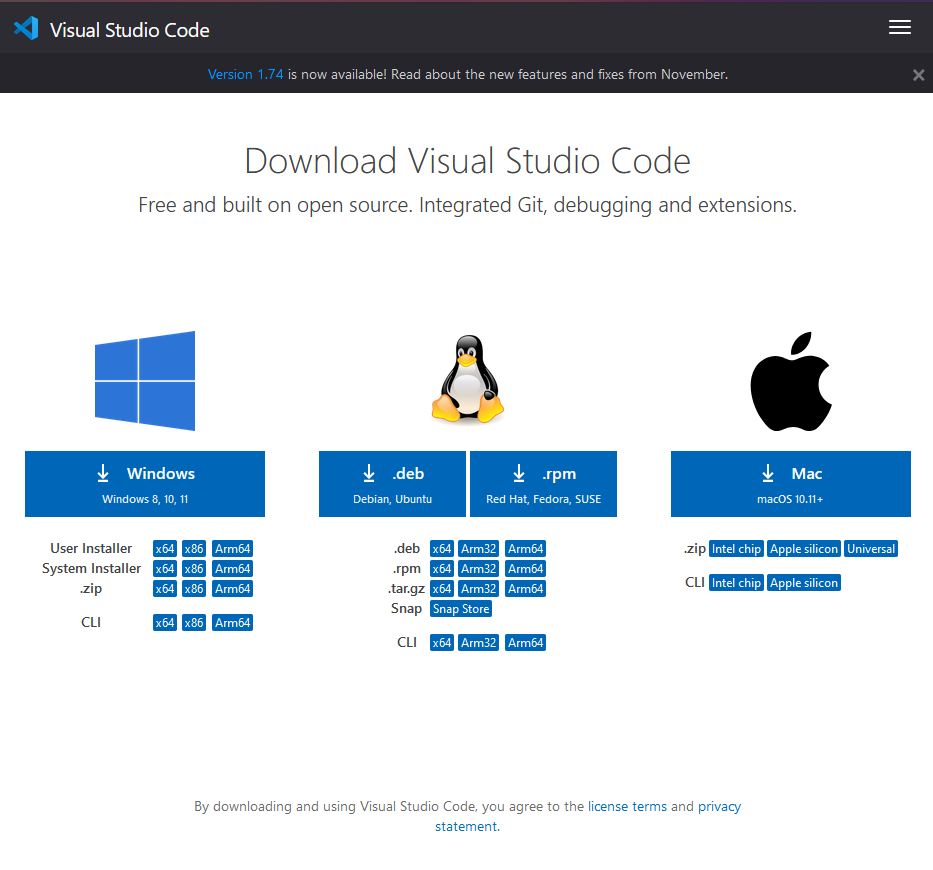 Visual Studio Code
Version 1.74 is now available! Read about the new features and fixes from November.
Download Visual Studio Code
Free and built on open source. Integrated Git, debugging and extensions.
Windows
Windows 8, 10, 11
User Installer x64 x86 Arm64
System Installer x64 x86 Arm64
.zip x64 x86 Arm64
CLI x64 x86 Arm64
.deb
Debian, Ubuntu
.rpm
Red Hat, Fedora, SUSE
.deb x64 Arm32 Arm64
.rpm x64 Arm32 Arm64
.tar.gz x64 Arm32 Arm64
Snap Snap Store
CLI x64 Arm32 Arm64
Mac
macOS 10.11+
.zip Intel chip Apple silicon Universal
CLI Intel chip Apple silicon
By downloading and using Visual Studio Code, you agree to the license terms and privacy
statement.